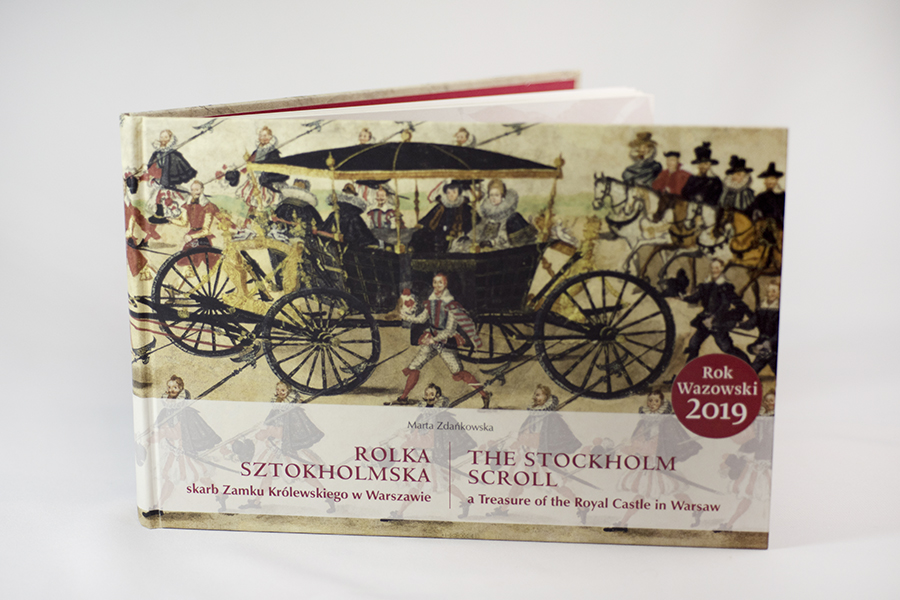 Rok
Wazowski
2019
Marta Zdańkowska
ROLKA
SZTOKHOLMSKA
skarb Zamku Królewskiego w Warszawie
THE STOCKHOLM
SCROLL
a Treasure of the Royal Castle in Warsaw